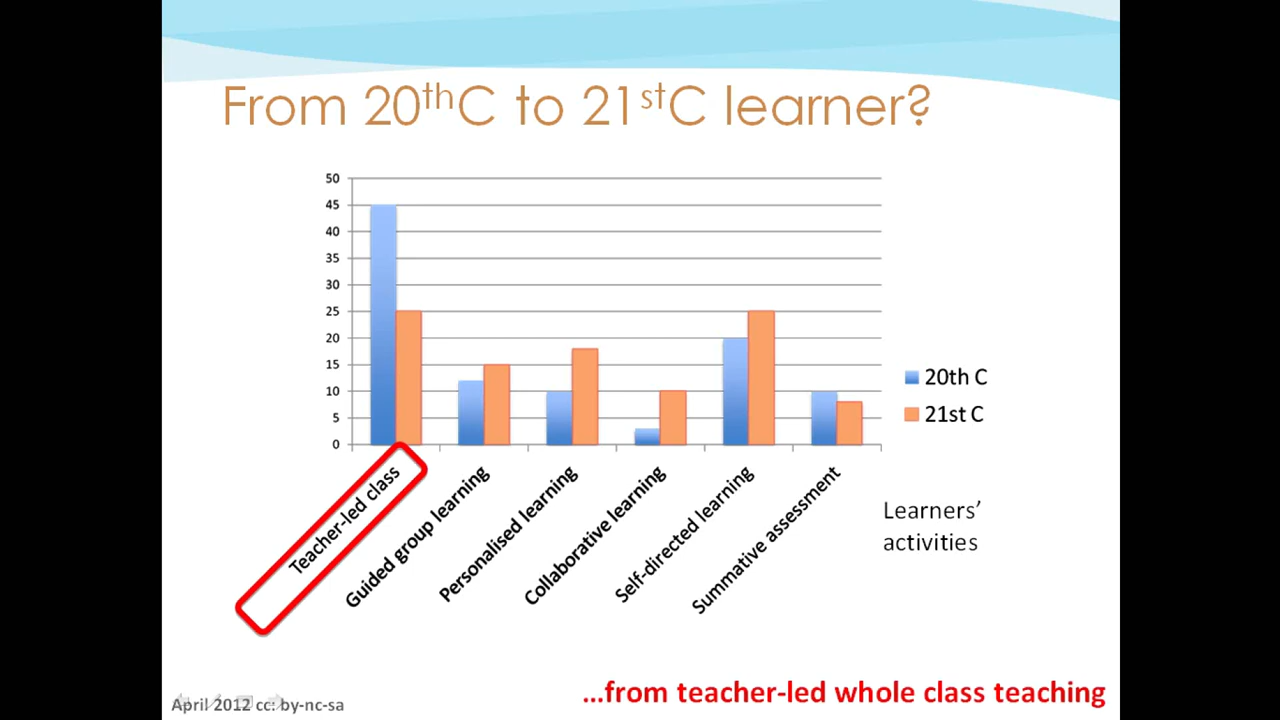 From 20thC to 21stC learner?
50
45
40
35
30
25
20
15
10
5
0
20th C
21st C
Teacher-led class
Guided group learning
Personalised learning
Collaborative learning
Self-directed learning
Summative assessment
Learners’
activities
...from teacher-led whole class teaching
April 2012 cc: by-nc-sa